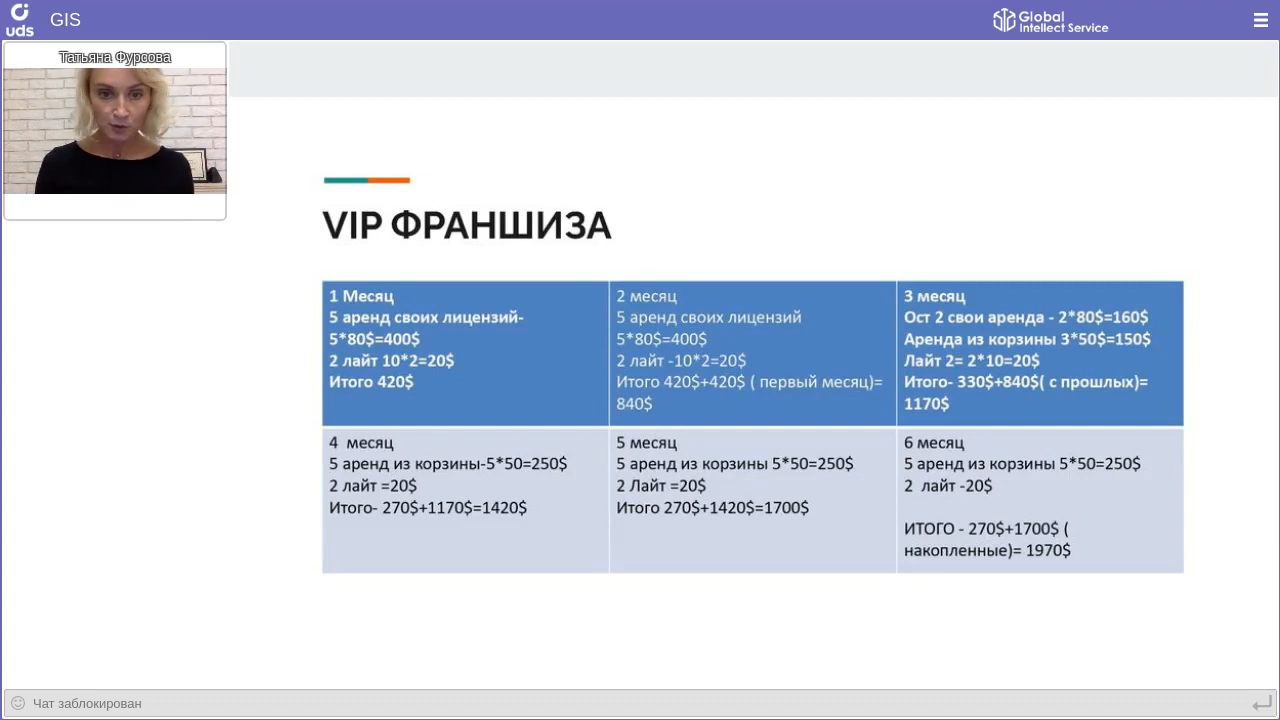 uds
GIS
Global
Intellect Service
Татьяна Фурсова
VIP ФРАНШИЗА
1 Месяц
5 аренд своих лицензий-
5*80$=400$
2 лайт 10*2=20$
Итого 420$
2 месяц
5 аренд своих лицензий
5*80$=400$
2 лайт -10*2=20$
Итого 420$+420$ ( первый месяц)=
840$
3 месяц
Ост 2 свои аренда - 2*80$=160$
Аренда из корзины 3*50$=150$
Лайт 2= 2*10=20$
Итого- 330$+840$( с прошлых)=
1170$
4  месяц
5 аренд из корзины-5*50=250$
2 лайт =20$
Итого- 270$+1170$=1420$
5 месяц
5 аренд из корзины 5*50=250$
2 Лайт =20$
Итого 270$+1420$=1700$
6 месяц
5 аренд из корзины 5*50=250$
2  лайт -20$
ИТОГО - 270$+1700$ (
накопленные)= 1970$
Чат заблокирован